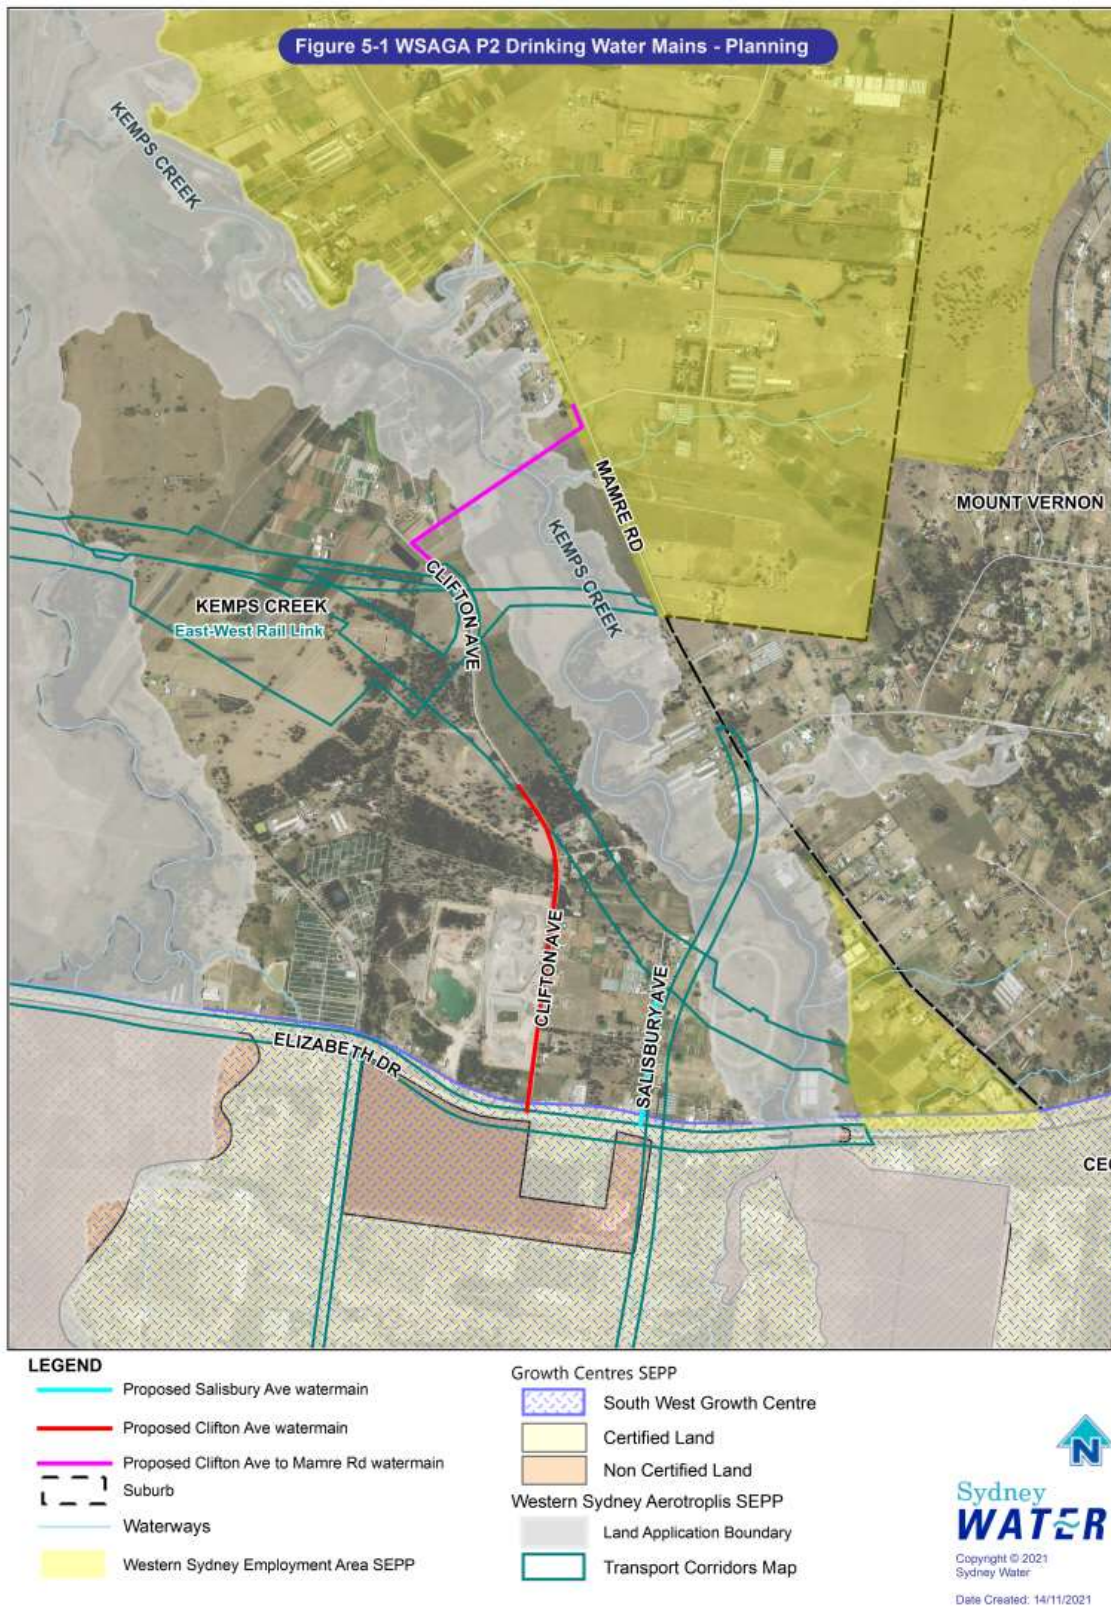 Figure 5-1 WSAGA P2 Drinking Water Mains - Planning
KEMPS CREEK
MAMRE RD
MOUNT VERNON
KEMPS CREEK
CLIFTON AVE
KEMPS CREEK
East-West Rail Link
CLIFTON AVE
SALISBURY AVE
ELIZABETH DR
CEC
LEGEND
Proposed Salisbury Ave watermain
Proposed Clifton Ave watermain
Proposed Clifton Ave to Mamre Rd watermain
Suburb
Waterways
Western Sydney Employment Area SEPP
Growth Centres SEPP
South West Growth Centre
Certified Land
Non Certified Land
Western Sydney Aerotroplis SEPP
Land Application Boundary
Transport Corridors Map
N
Sydney
WATER
Copyright © 2021
Sydney Water
Date Created: 14/11/2021